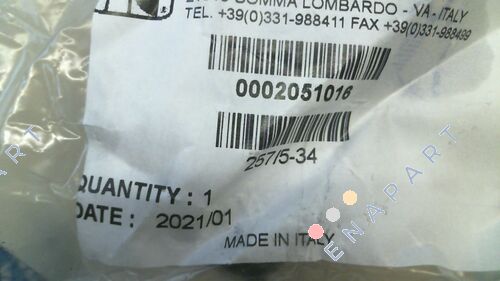 SOMMA LOMBARDO - VA - ITALY
TEL. +39(0)331-988411 FAX +39(0)331-988499
0002051016
257/5-34
QUANTITY : 1
DATE : 2021/01
MADE IN ITALY
ENAPART